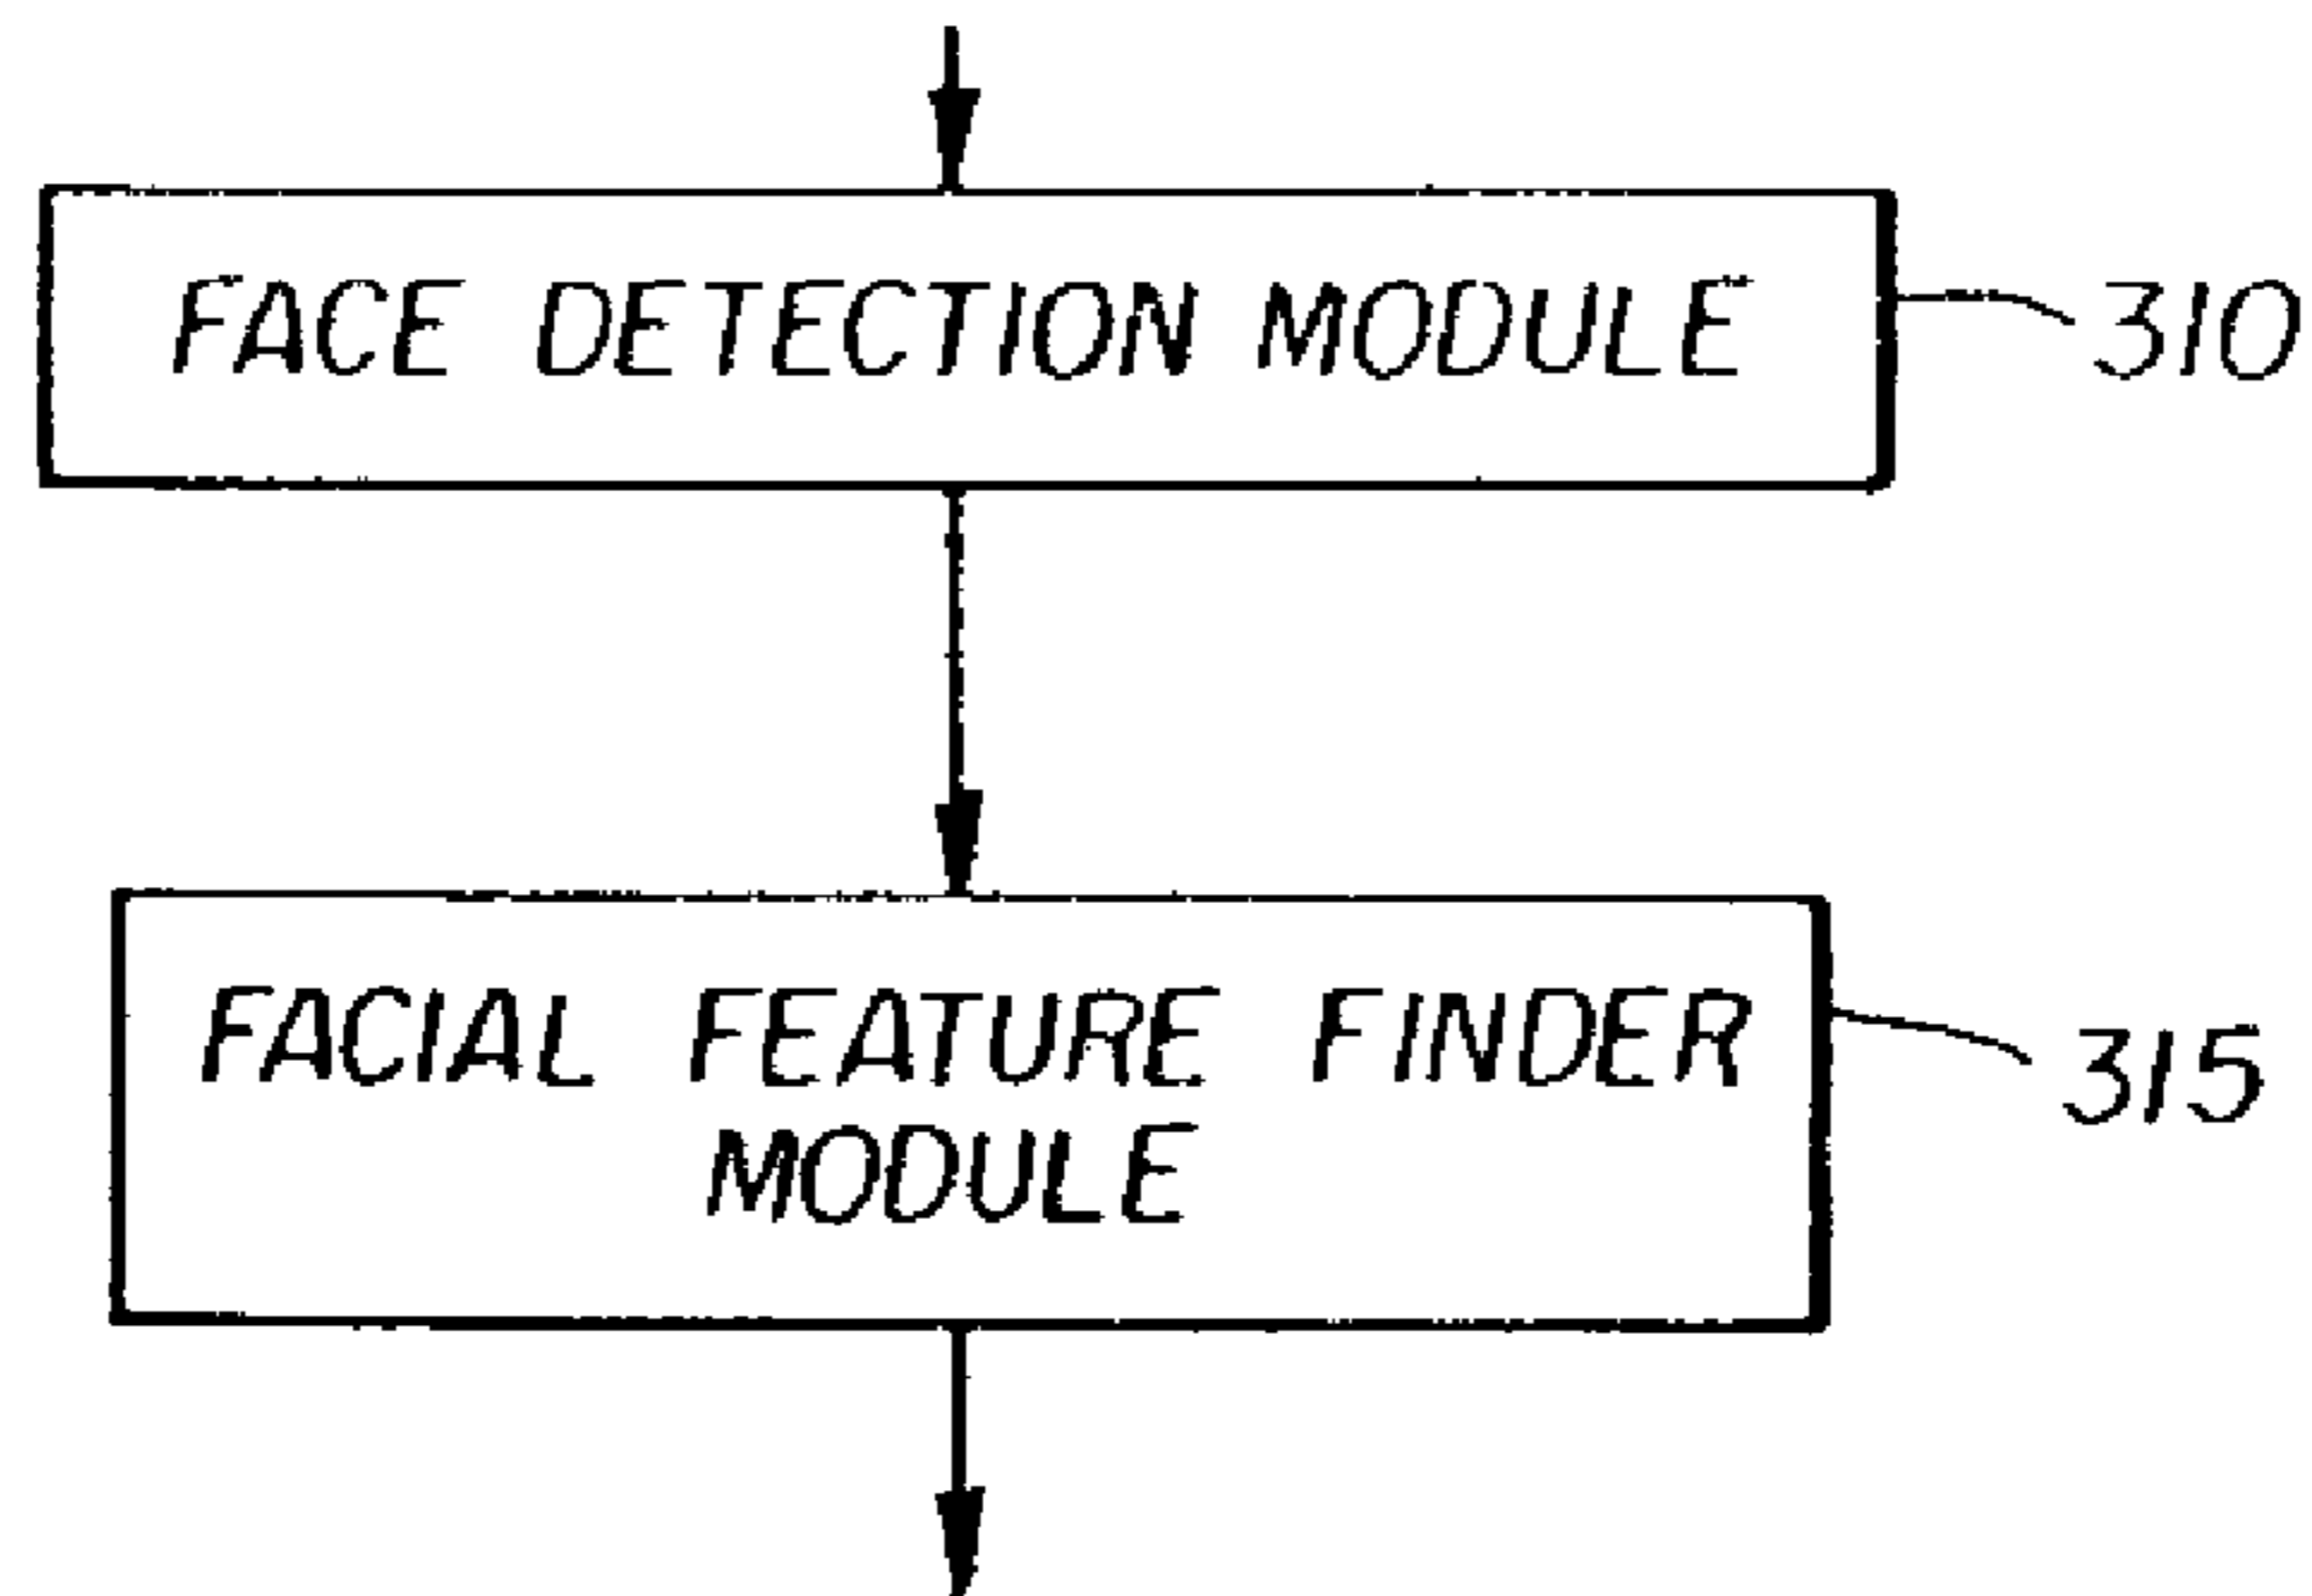 FACE DETECTION MODULE
310
FACIAL FEATURE FINDER
315
MODULE